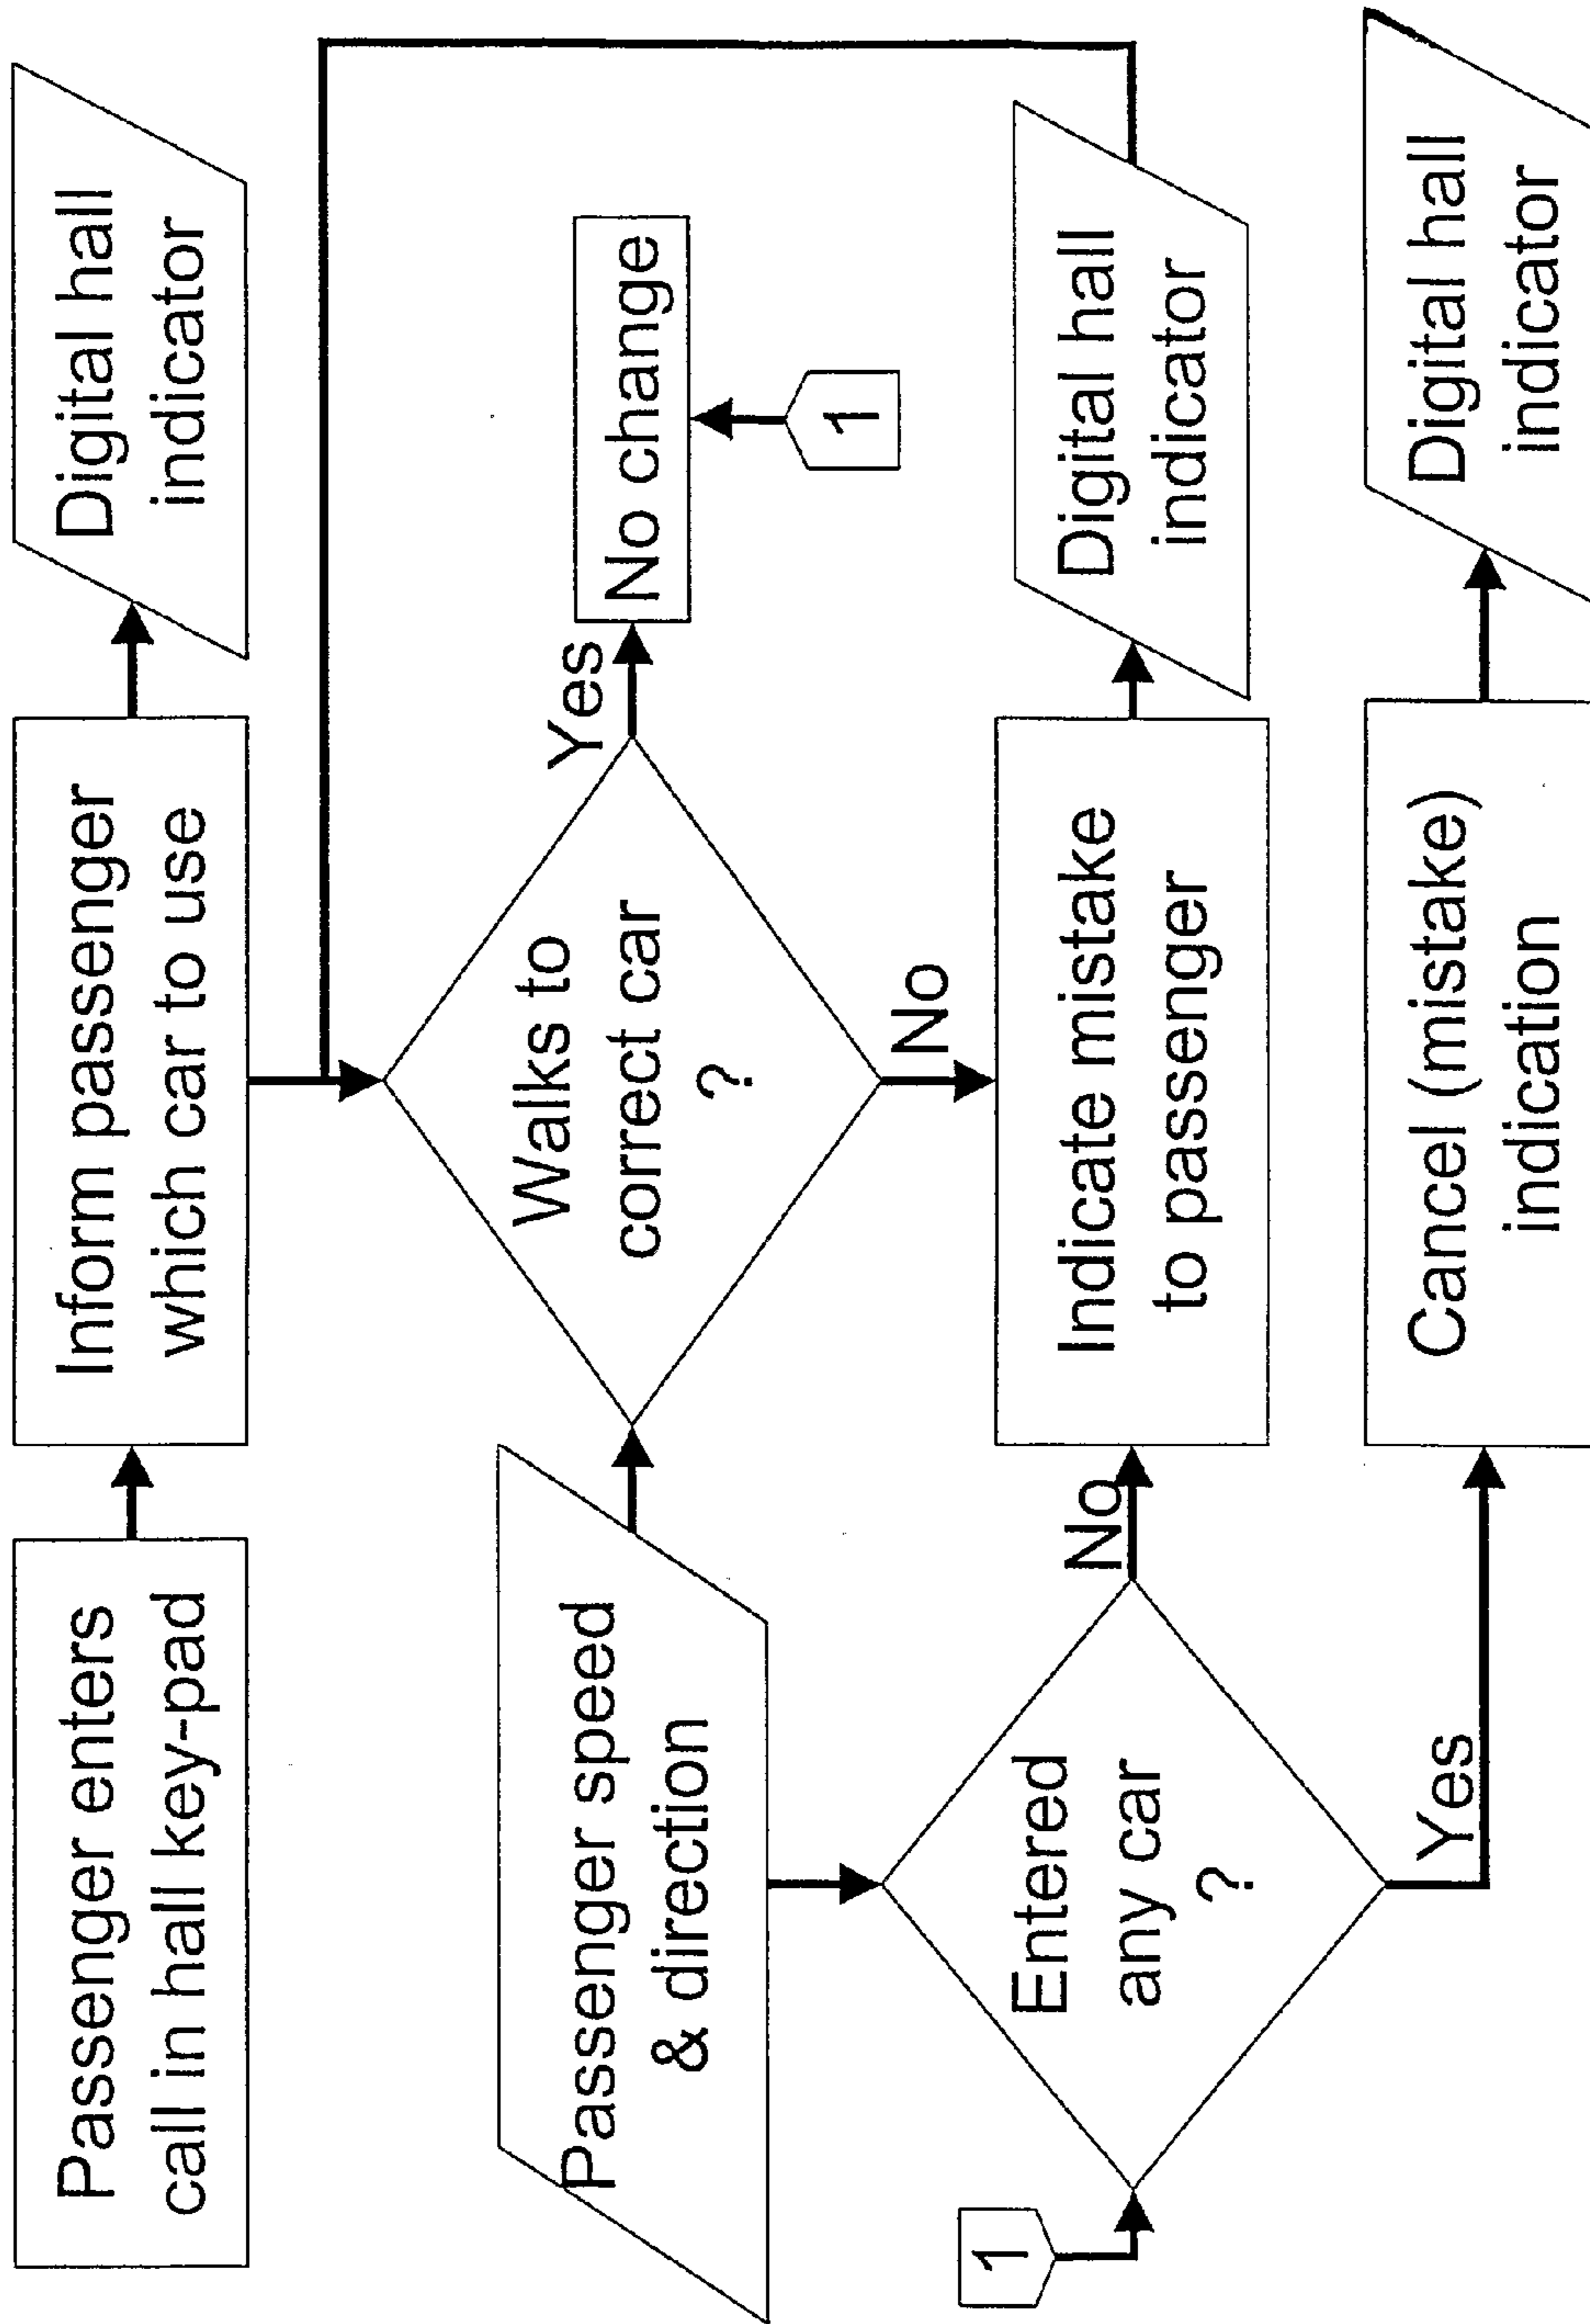 Passenger enters
call in hall key-pad
Inform passenger
which car to use
Digital hall
indicator
Passenger speed
& direction
Walks to
correct car
?
Yes
No change
1
No
1
Entered
any car
?
No
Indicate mistake
to passenger
Digital hall
indicator
Yes
Cancel (mistake)
indication
Digital hall
indicator